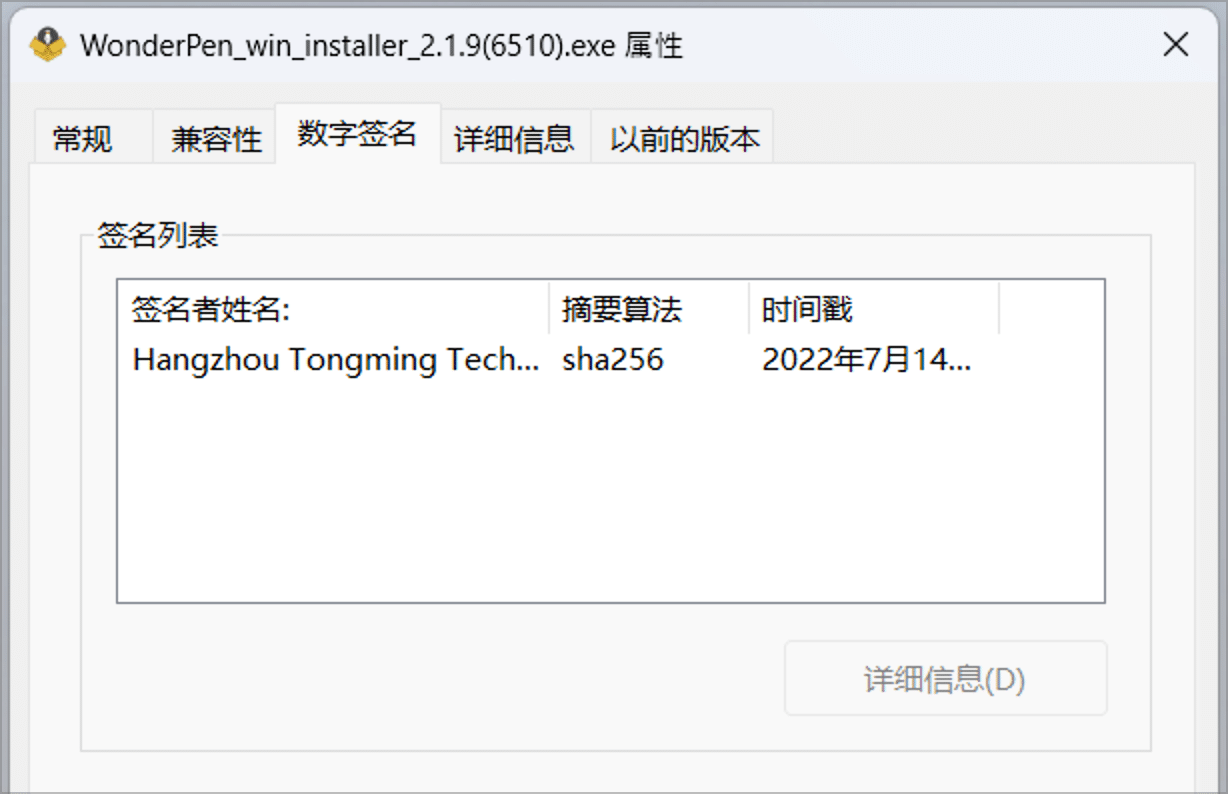 WonderPen_win_installer_2.1.9(6510).exe 属性
常规 兼容性 数字签名 详细信息 以前的版本
签名列表
签名者姓名: 摘要算法 时间戳
Hangzhou Tongming Tech... sha256 2022年7月14...
详细信息(D)